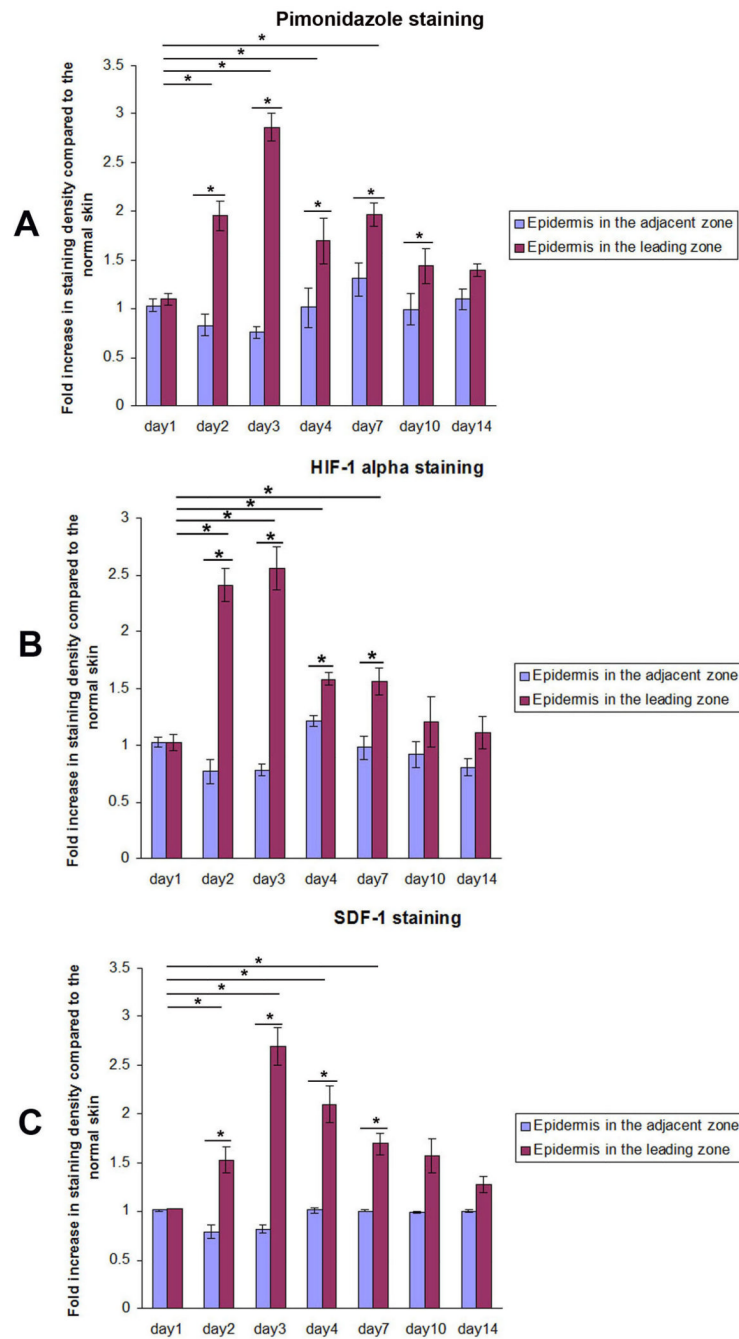 Pimonidazole staining
A
Fold increase in staining density compared to the
normal skin
3.5
3
2.5
2
1.5
1
0.5
0
* * * *
* * * * * *
day1 day2 day3 day4 day7 day10 day14
Epidermis in the adjacent zone
Epidermis in the leading zone
HIF-1 alpha staining
B
Fold increase in staining density compared to the
normal skin
3
2.5
2
1.5
1
0.5
0
* * * *
* * * *
day1 day2 day3 day4 day7 day10 day14
Epidermis in the adjacent zone
Epidermis in the leading zone
SDF-1 staining
C
Fold increase in staining density compared to the
normal skin
3.5
3
2.5
2
1.5
1
0.5
0
* * * *
* * * *
day1 day2 day3 day4 day7 day10 day14
Epidermis in the adjacent zone
Epidermis in the leading zone